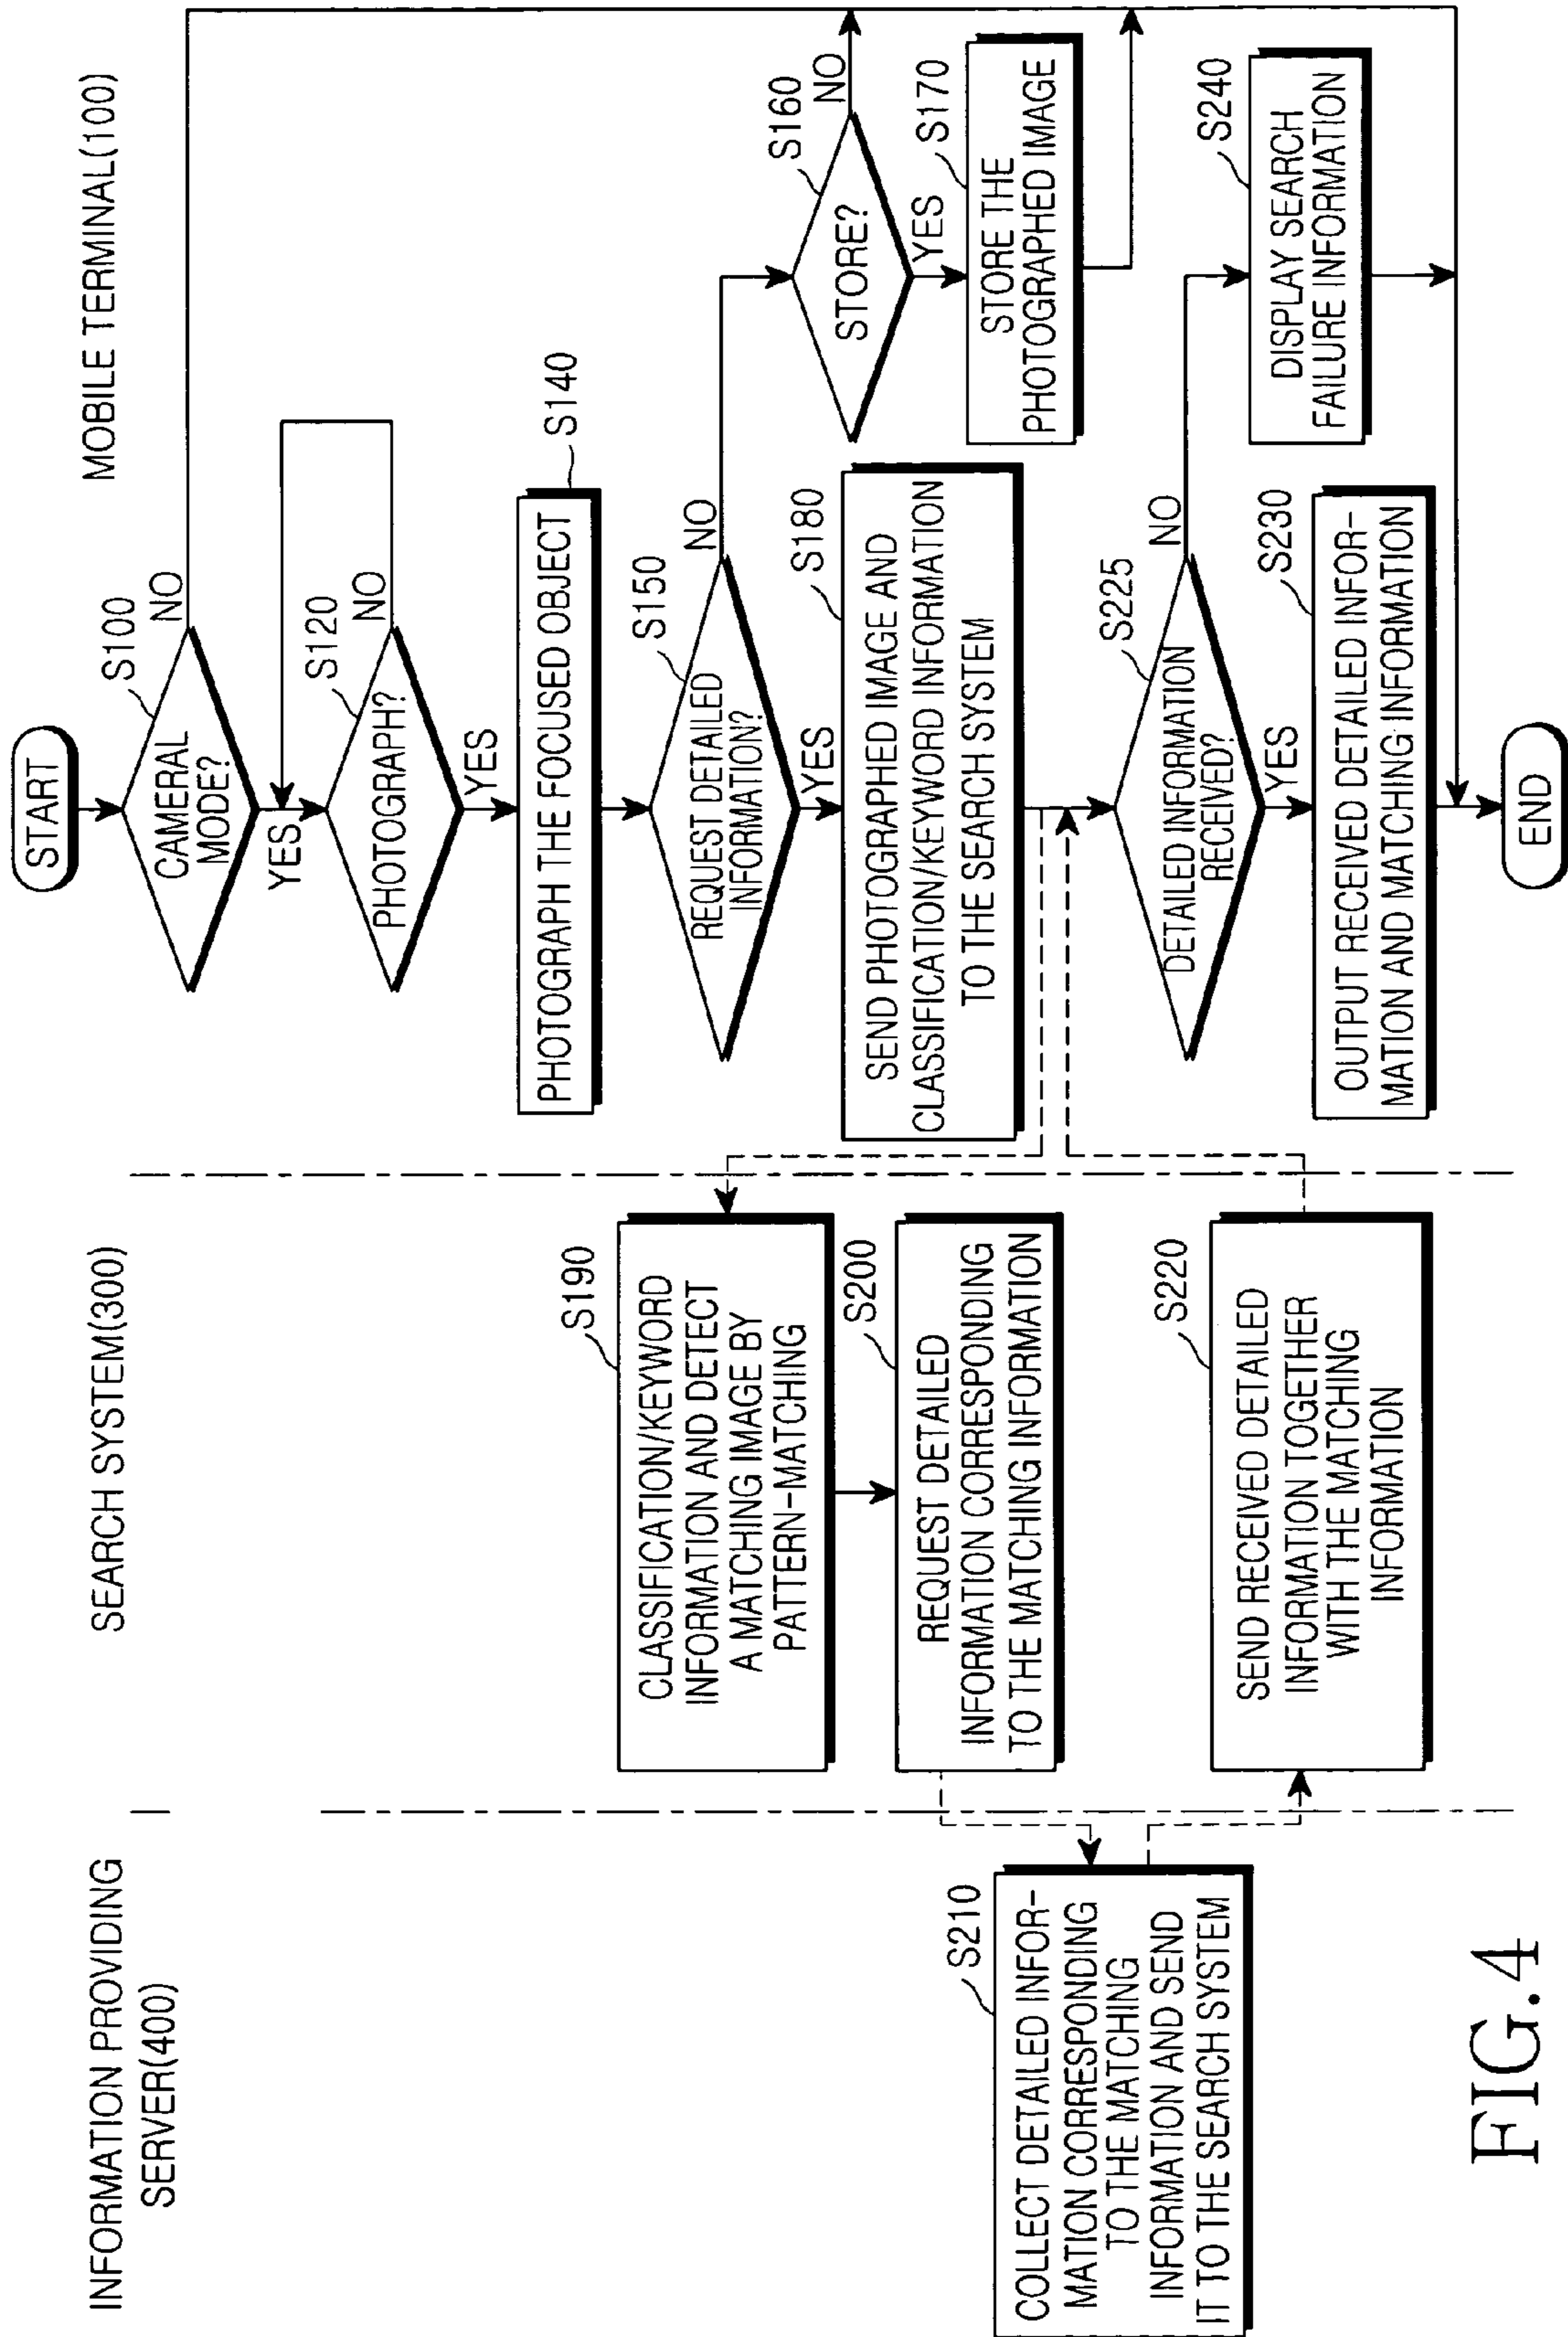 INFORMATION PROVIDING
SERVER(400)
SEARCH SYSTEM(300)
MOBILE TERMINAL(100)
START
S100
CAMERAL
MODE?
NO
YES
S120
PHOTOGRAPH?
NO
YES
S140
PHOTOGRAPH THE FOCUSED OBJECT
S150
REQUEST DETAILED
INFORMATION?
NO
YES
S160
STORE?
NO
YES
S170
STORE THE
PHOTOGRAPHED IMAGE
S180
SEND PHOTOGRAPHED IMAGE AND
CLASSIFICATION/KEYWORD INFORMATION
TO THE SEARCH SYSTEM
S190
CLASSIFICATION/KEYWORD
INFORMATION AND DETECT
A MATCHING IMAGE BY
PATTERN-MATCHING
S200
REQUEST DETAILED
INFORMATION CORRESPONDING
TO THE MATCHING INFORMATION
S210
COLLECT DETAILED INFOR-
MATION CORRESPONDING
TO THE MATCHING
INFORMATION AND SEND
IT TO THE SEARCH SYSTEM
S220
SEND RECEIVED DETAILED
INFORMATION TOGETHER
WITH THE MATCHING
INFORMATION
S225
DETAILED INFORMATION
RECEIVED?
NO
YES
S230
OUTPUT RECEIVED DETAILED INFOR-
MATION AND MATCHING INFORMATION
S240
DISPLAY SEARCH
FAILURE INFORMATION
END
FIG.4